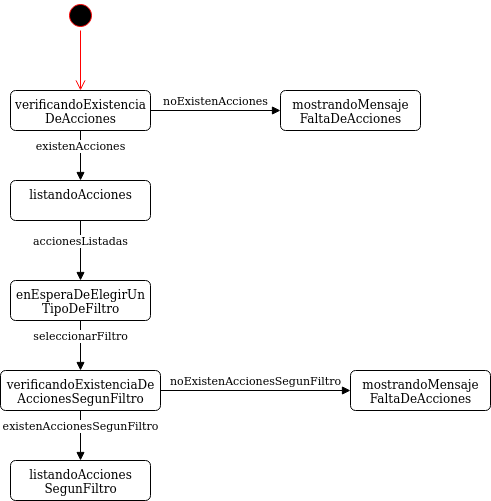 verificandoExistencia
DeAcciones
noExistenAcciones
mostrandoMensaje
FaltaDeAcciones
existenAcciones
listandoAcciones
accionesListadas
enEsperaDeElegirUn
TipoDeFiltro
seleccionarFiltro
verificandoExistenciaDe
AccionesSegunFiltro
noExistenAccionesSegunFiltro
mostrandoMensaje
FaltaDeAcciones
existenAccionesSegunFiltro
listandoAcciones
SegunFiltro